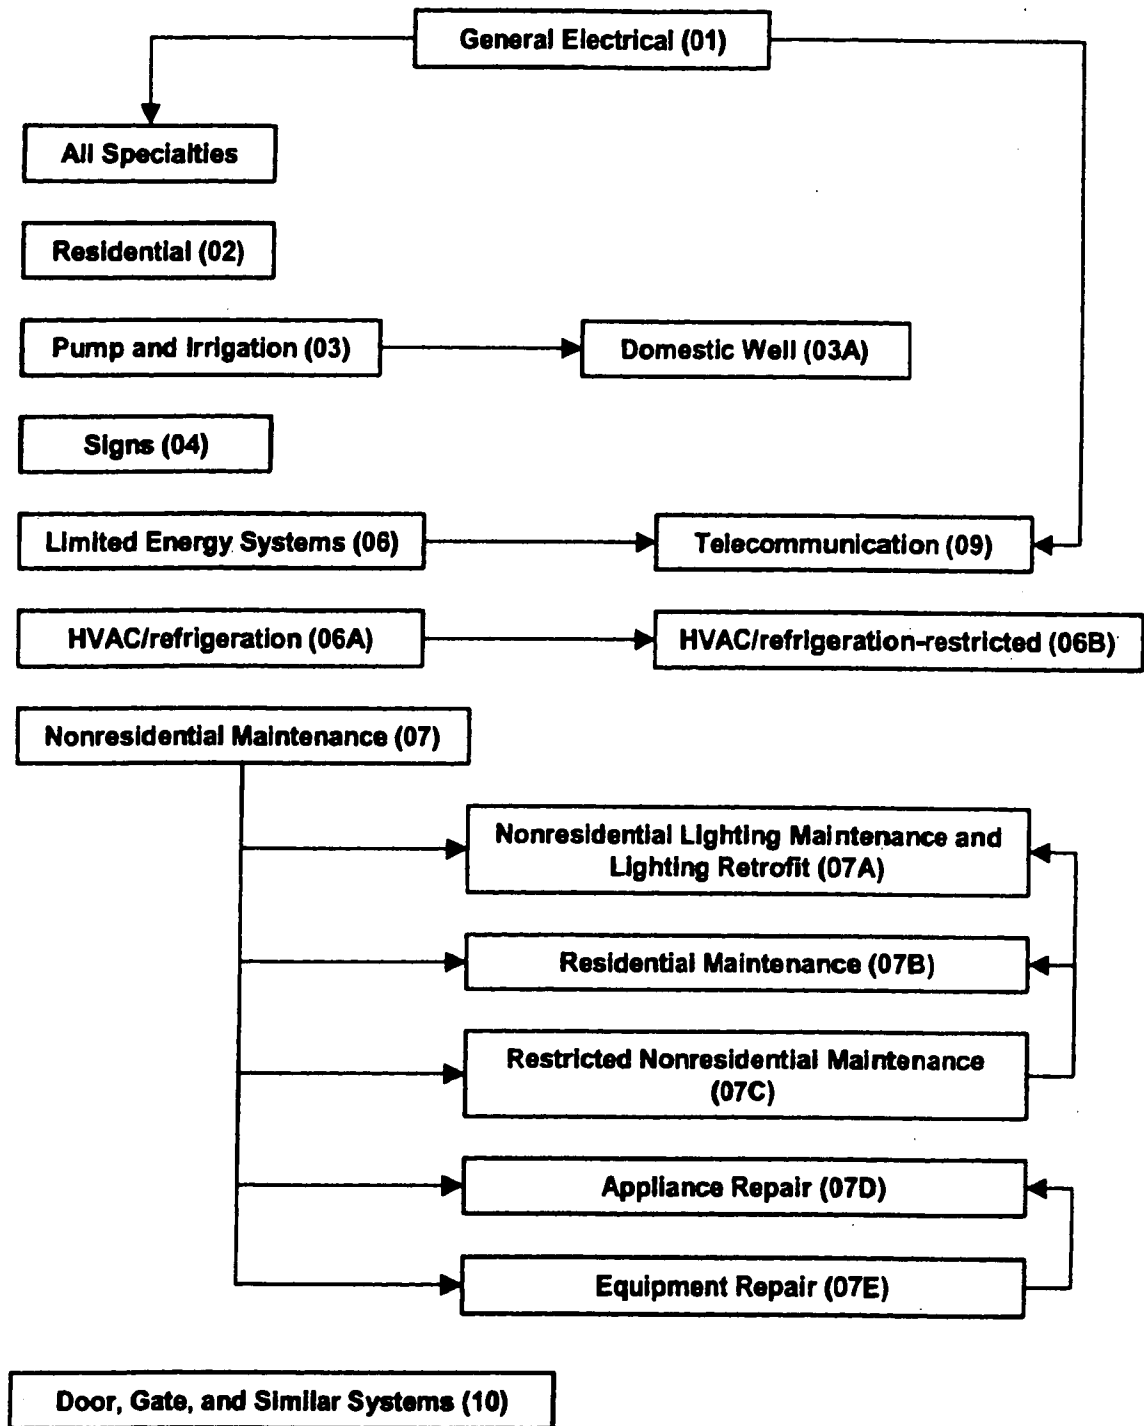 General Electrical (01)
All Specialties
Residential (02)
Pump and Irrigation (03)
Domestic Well (03A)
Signs (04)
Limited Energy Systems (06)
Telecommunication (09)
HVAC/refrigeration (06A)
HVAC/refrigeration-restricted (06B)
Nonresidential Maintenance (07)
Nonresidential Lighting Maintenance and
Lighting Retrofit (07A)
Residential Maintenance (07B)
Restricted Nonresidential Maintenance
(07C)
Appliance Repair (07D)
Equipment Repair (07E)
Door, Gate, and Similar Systems (10)